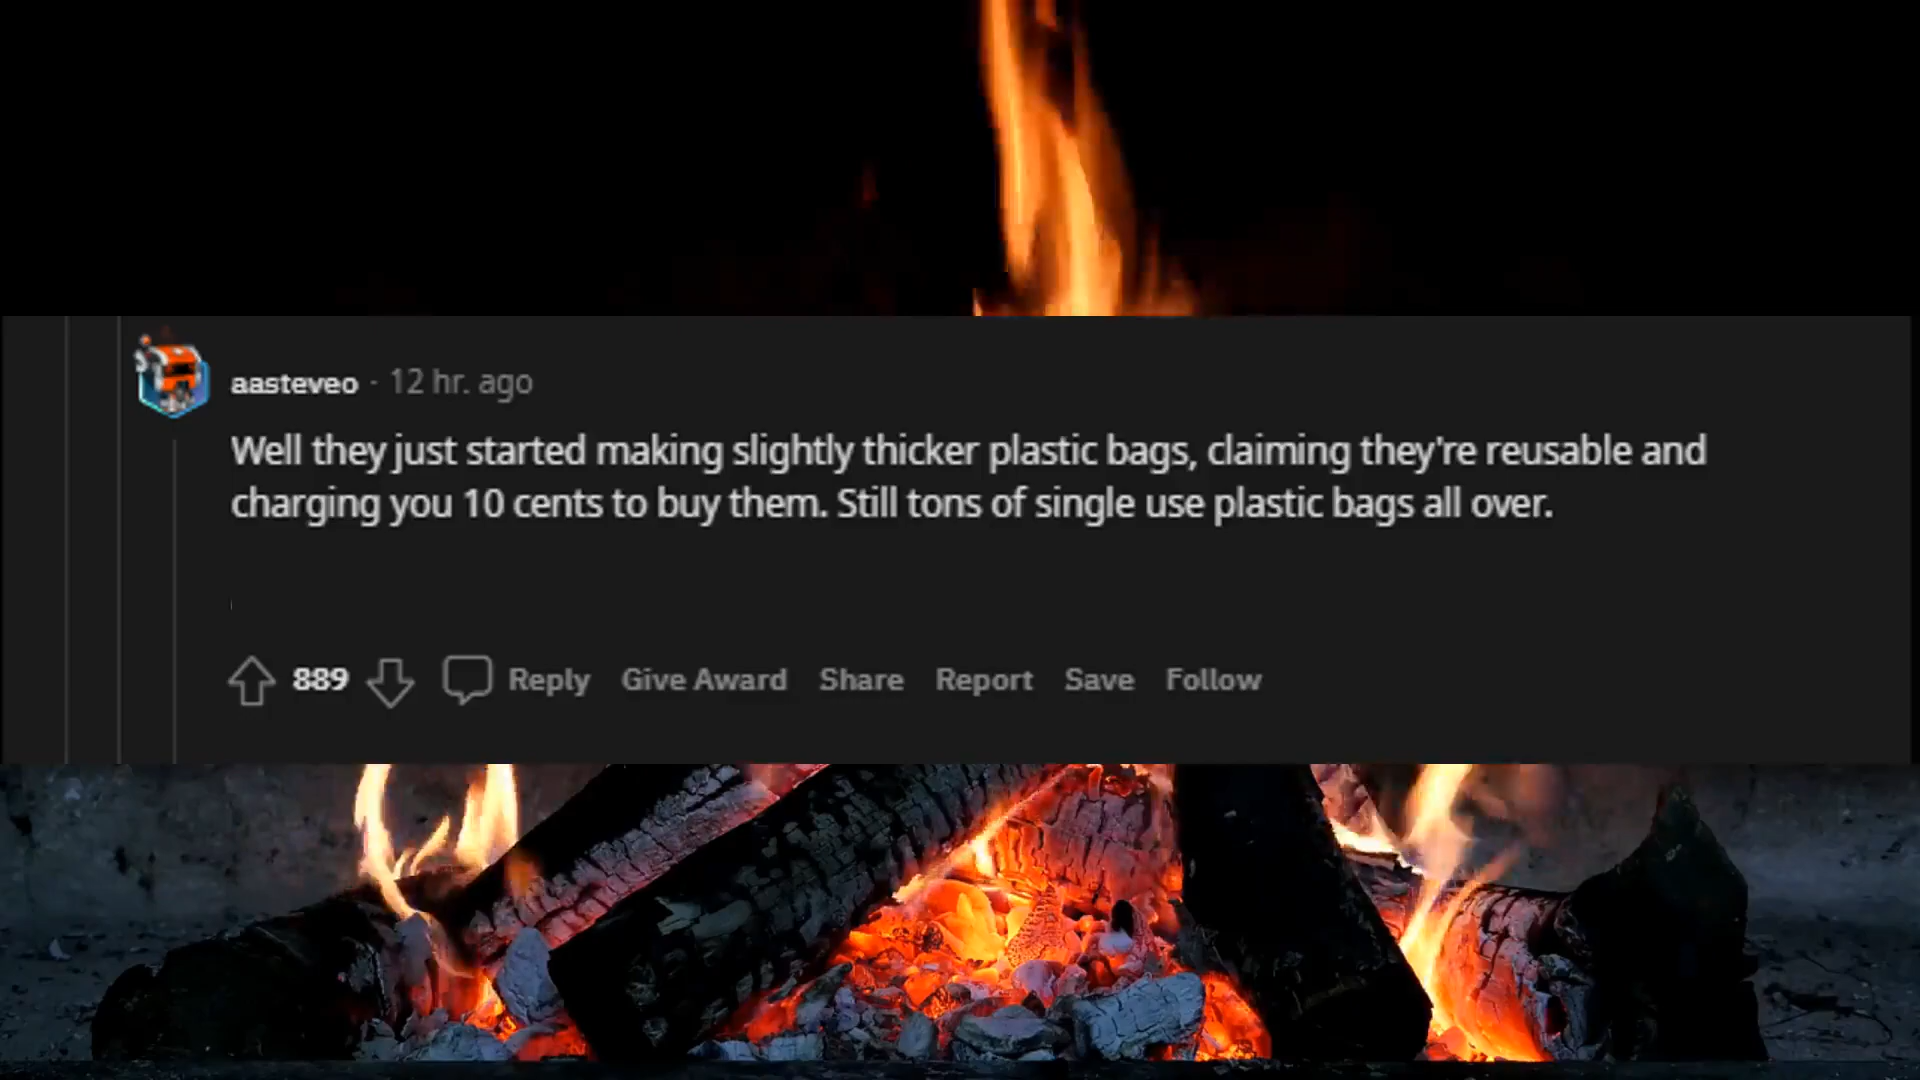 aasteveo · 12 hr. ago
Well they just started making slightly thicker plastic bags, claiming they're reusable and
charging you 10 cents to buy them. Still tons of single use plastic bags all over.
889 Reply Give Award Share Report Save Follow